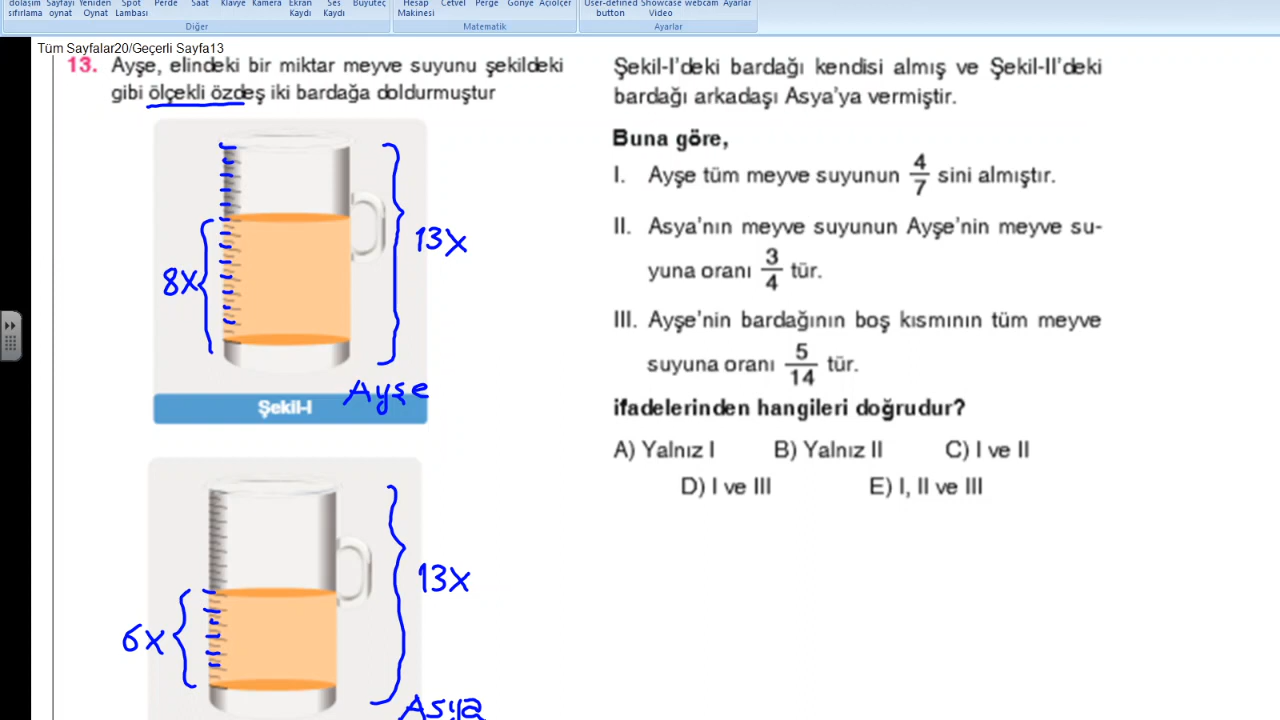 dolaşım Sayfayı Yeniden Perde Saat Klavye Kamera Ekran Ses Büyüteç
sıfırlama oynat Oynat Lambası Kaydı Kaydı
Hesap Cetvel Perge Gönye Açıölçer
Makinesi
User-defined Showcase webcam Ayarlar
button Video
Diğer
Matematik
Ayarlar
Tüm Sayfalar20/Geçerli Sayfa13
13. Ayşe, elindeki bir miktar meyve suyunu şekildeki
gibi ölçekli özdeş iki bardağa doldurmuştur
13x
8x
Ayşe
Şekil-I
13x
6x
Asya
Şekil-I'deki bardağı kendisi almış ve Şekil-II'deki
bardağı arkadaşı Asya'ya vermiştir.
Buna göre,
I. Ayşe tüm meyve suyunun 4/7 sini almıştır.
II. Asya'nın meyve suyunun Ayşe'nin meyve su-
yuna oranı 3/4 tür.
III. Ayşe'nin bardağının boş kısmının tüm meyve
suyuna oranı 5/14 tür.
ifadelerinden hangileri doğrudur?
A) Yalnız I B) Yalnız II C) I ve II
D) I ve III E) I, II ve III